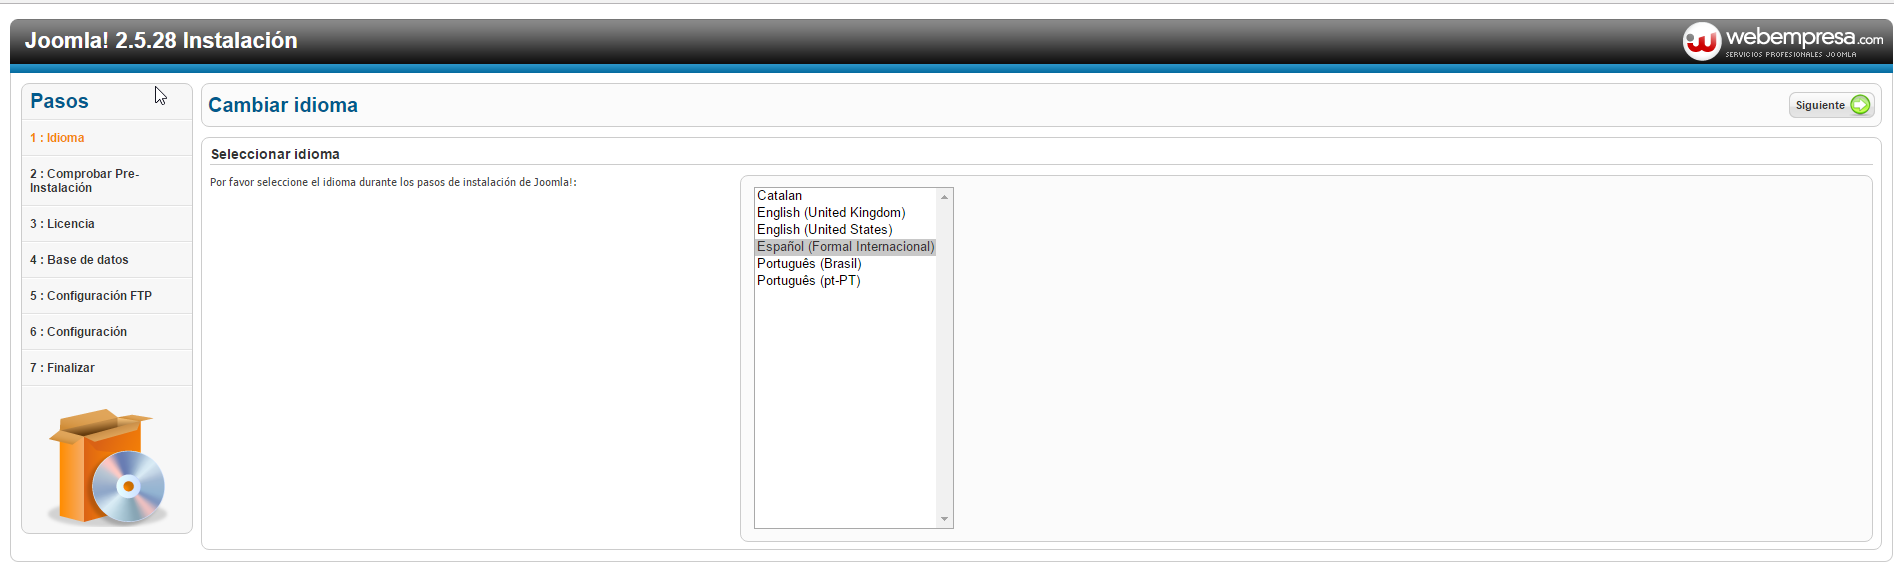 Joomla! 2.5.28 Instalación
webempresa.com
SERVICIOS PROFESIONALES JOOMLA
Pasos
1 : Idioma
2 : Comprobar Pre-
Instalación
3 : Licencia
4 : Base de datos
5 : Configuración FTP
6 : Configuración
7 : Finalizar
Cambiar idioma
Siguiente
Seleccionar idioma
Por favor seleccione el idioma durante los pasos de instalación de Joomla!:
Catalan
English (United Kingdom)
English (United States)
Español (Formal Internacional)
Português (Brasil)
Português (pt-PT)